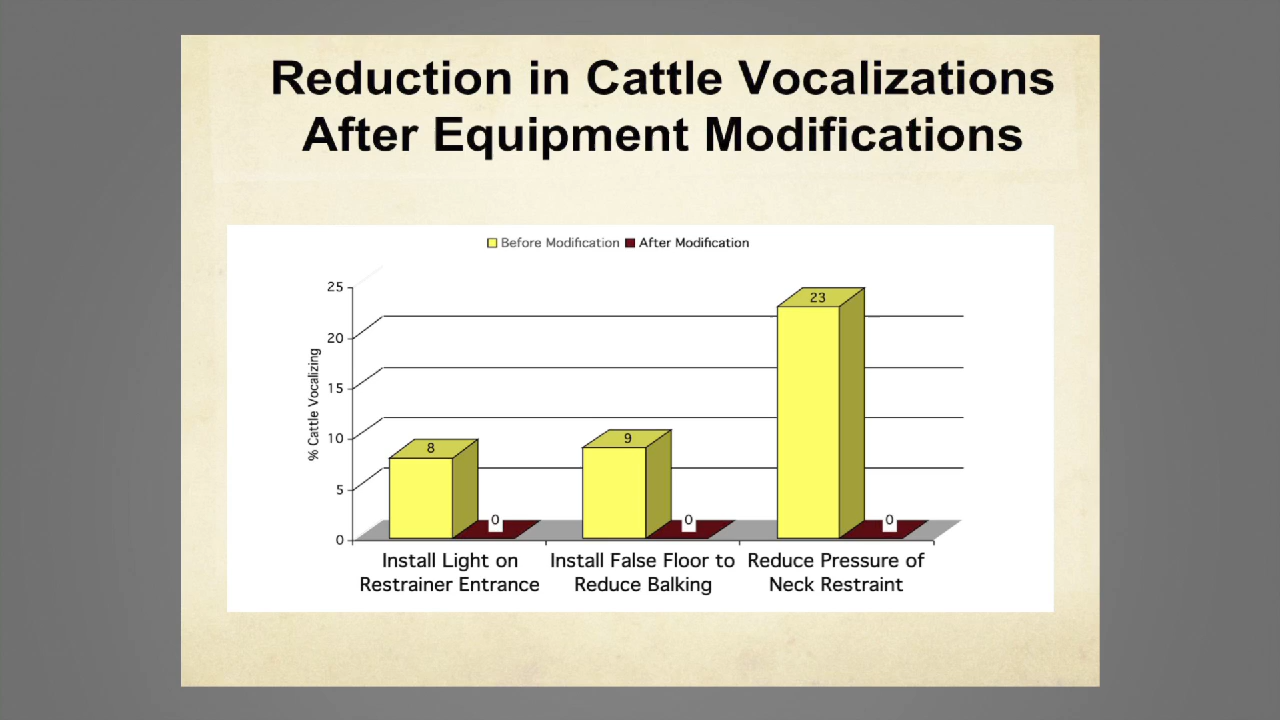 Reduction in Cattle Vocalizations
After Equipment Modifications
Before Modification After Modification
% Cattle Vocalizing
25
20
15
10
5
0
23
8
9
0
0
0
Install Light on
Restrainer Entrance
Install False Floor to
Reduce Balking
Reduce Pressure of
Neck Restraint